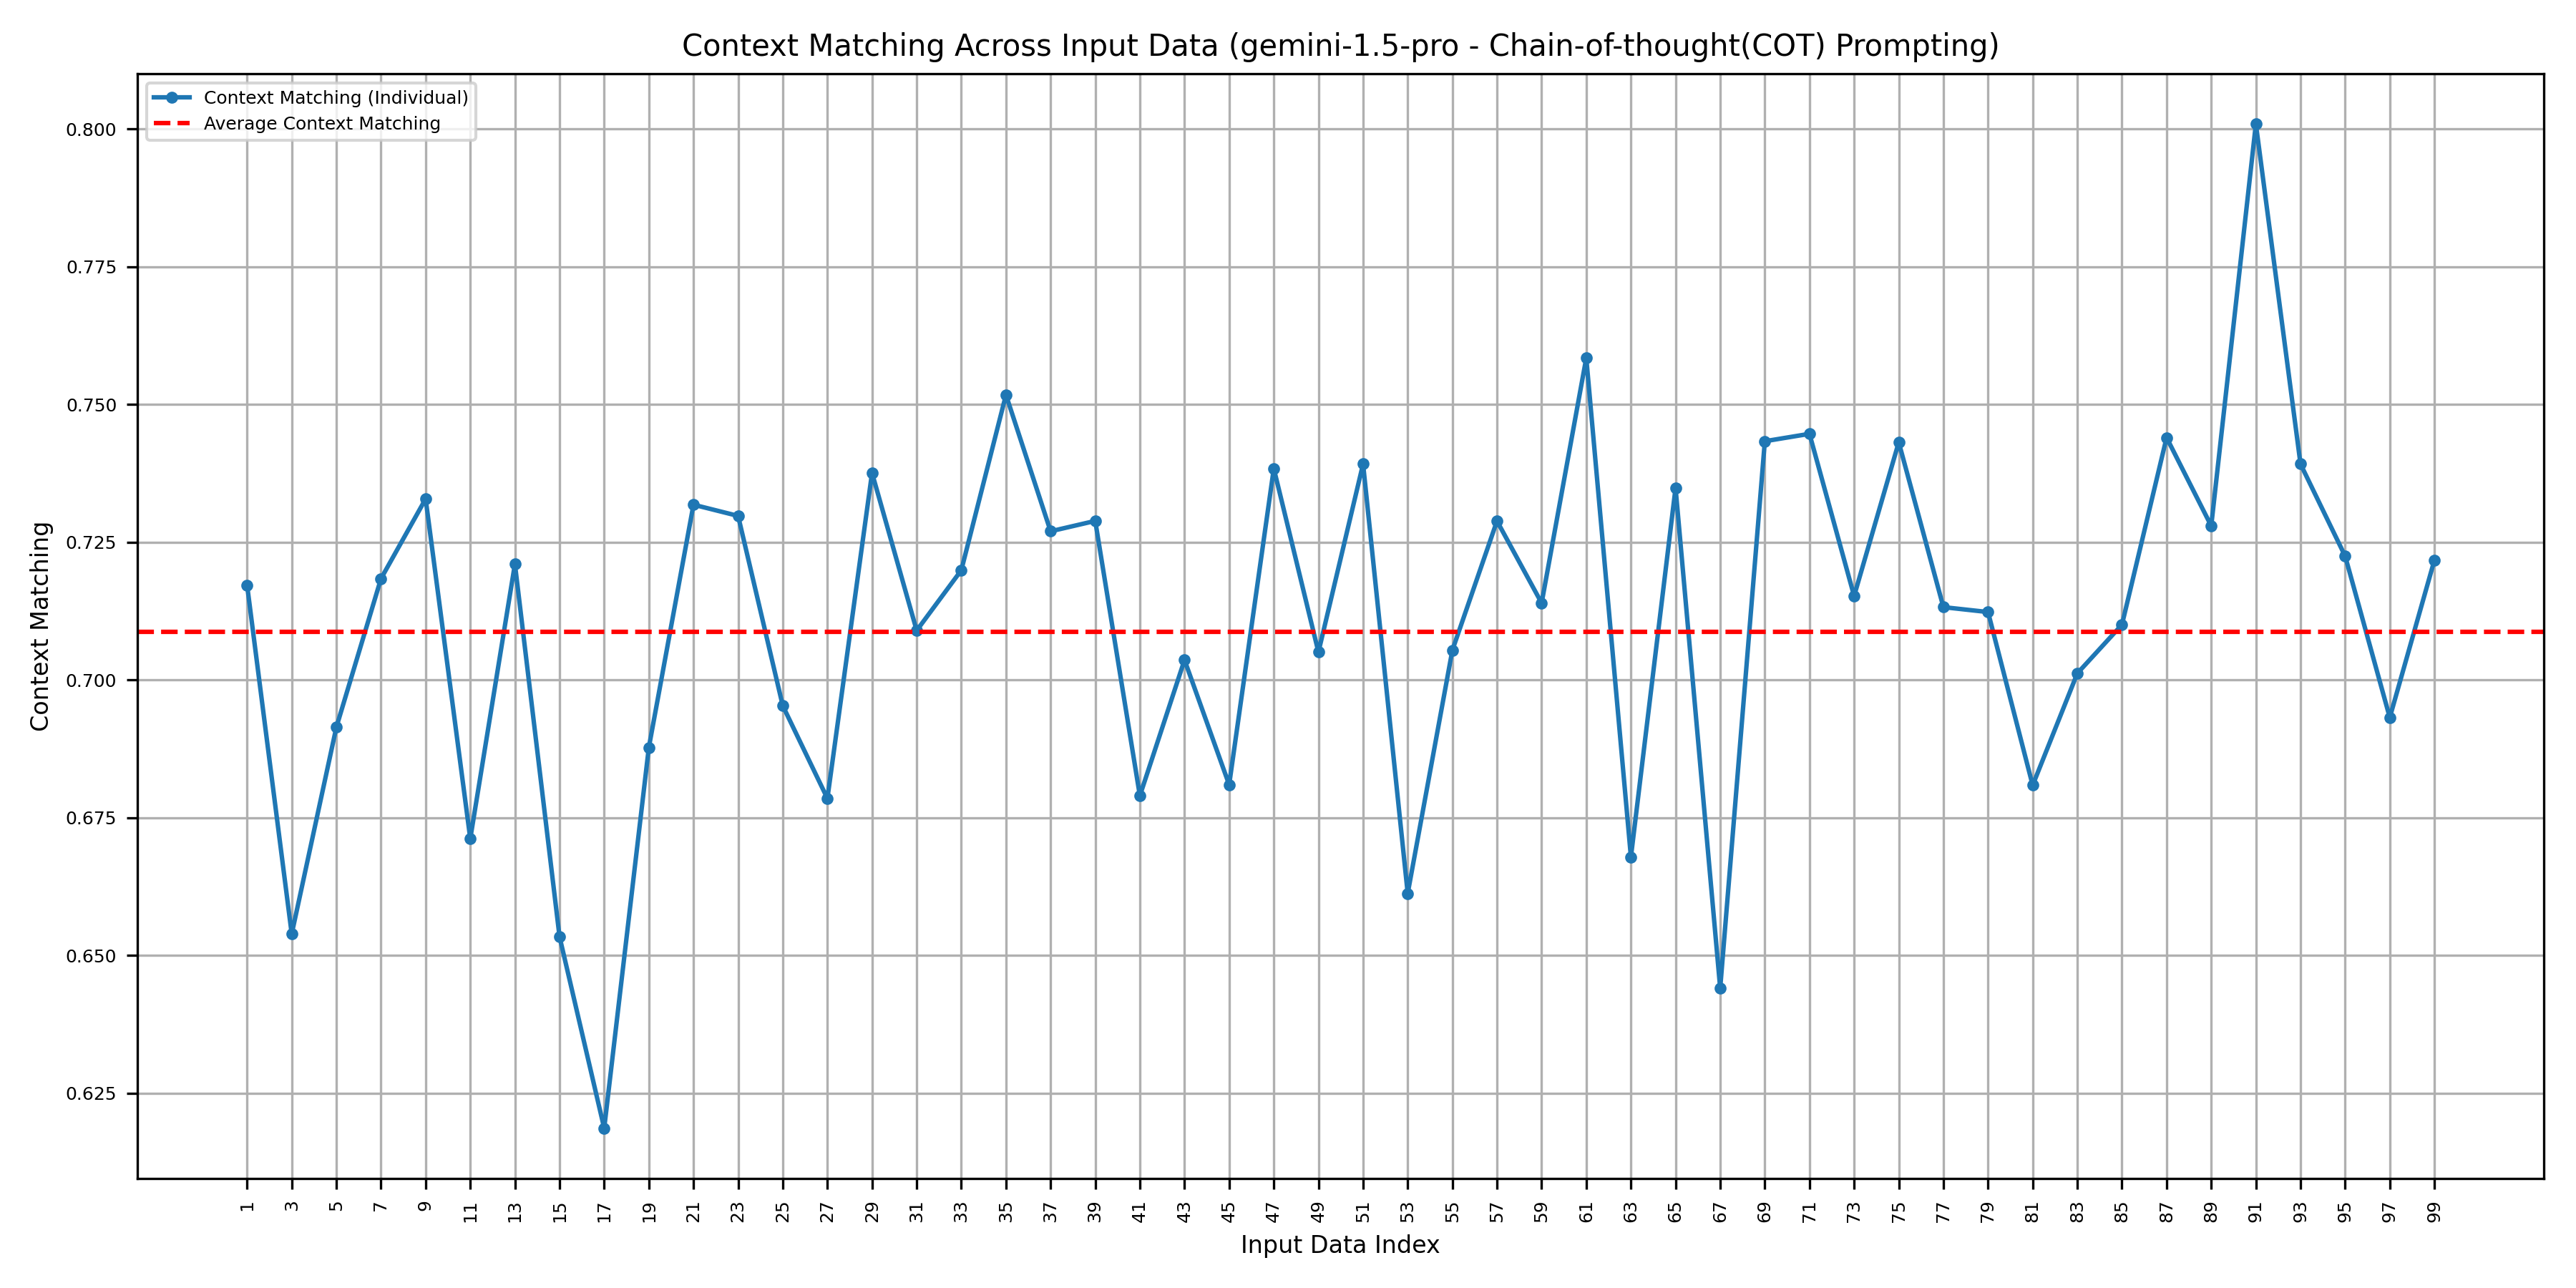 Context Matching Across Input Data (gemini-1.5-pro - Chain-of-thought(COT) Prompting)
Context Matching (Individual)
Average Context Matching
0.800
0.775
0.750
0.725
0.700
0.675
0.650
0.625
Context Matching
1 3 5 7 9 11 13 15 17 19 21 23 25 27 29 31 33 35 37 39 41 43 45 47 49 51 53 55 57 59 61 63 65 67 69 71 73 75 77 79 81 83 85 87 89 91 93 95 97 99
Input Data Index